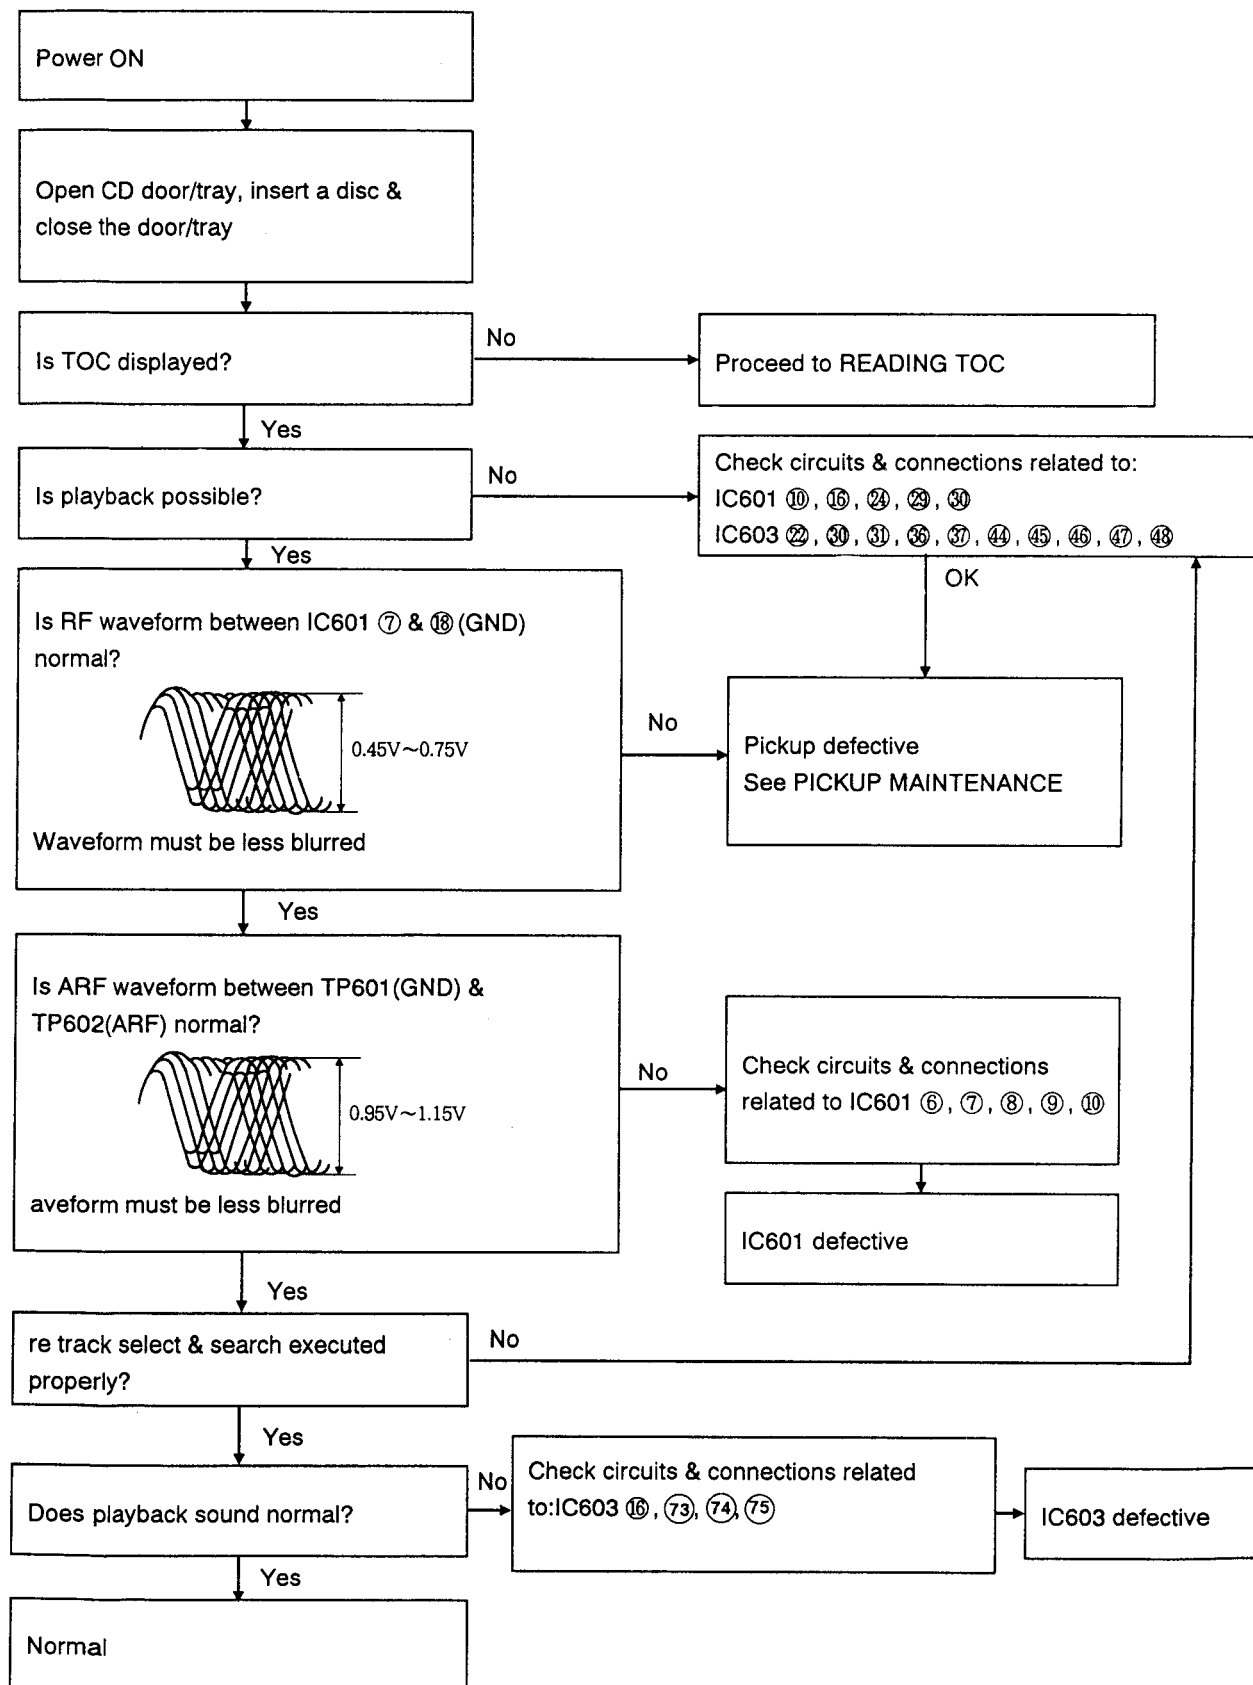 Power ON
Open CD door/tray, insert a disc &
close the door/tray
Is TOC displayed?
No
Proceed to READING TOC
Yes
Is playback possible?
No
Check circuits & connections related to:
IC601 ⑩, ⑯, ㉔, ㉙, ㉚
IC603 ㉒, ㉚, ㉛, ㊱, ㊲, ㊹, ㊺, ㊻, ㊼, ㊽
Yes
OK
Is RF waveform between IC601 ⑦ & ⑱ (GND)
normal?
0.45V~0.75V
Waveform must be less blurred
No
Pickup defective
See PICKUP MAINTENANCE
Yes
Is ARF waveform between TP601(GND) &
TP602(ARF) normal?
0.95V~1.15V
aveform must be less blurred
No
Check circuits & connections
related to IC601 ⑥, ⑦, ⑧, ⑨, ⑩
IC601 defective
Yes
re track select & search executed
properly?
No
Yes
Does playback sound normal?
No
Check circuits & connections related
to:IC603 ⑯, (73), (74), (75)
IC603 defective
Yes
Normal